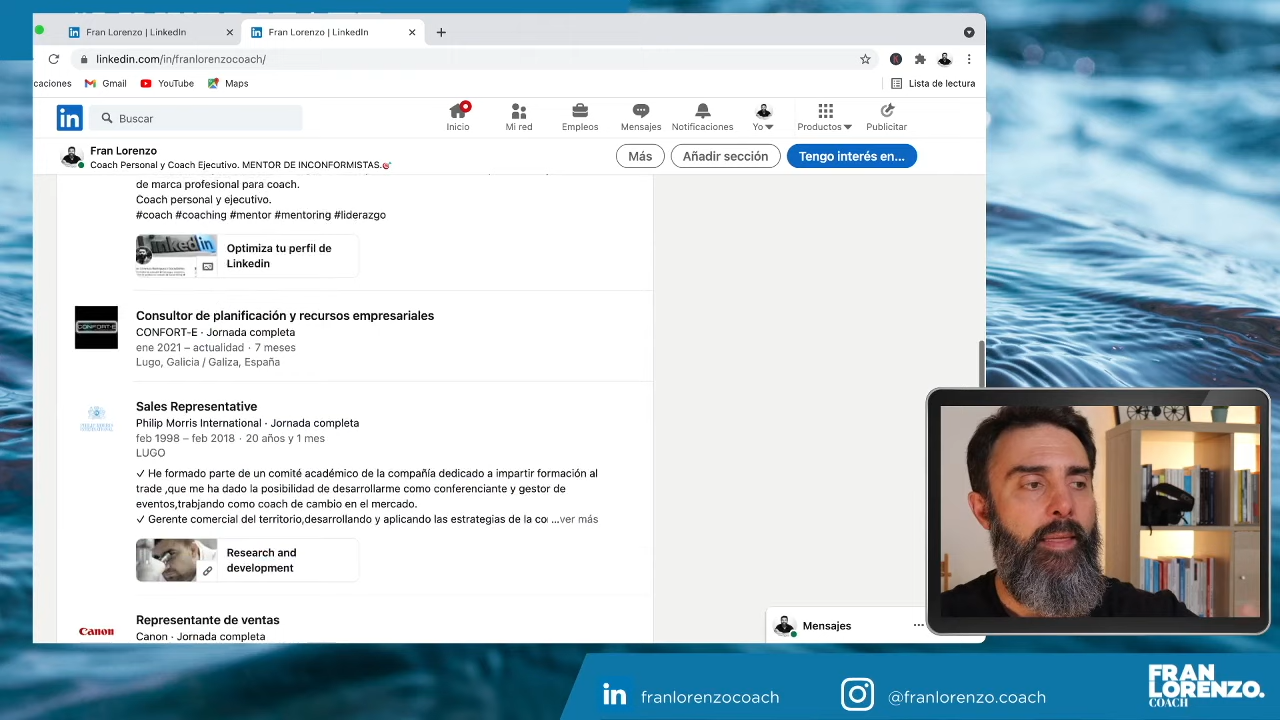 Fran Lorenzo | LinkedIn
Fran Lorenzo | LinkedIn
linkedin.com/in/franlorenzocoach/
caciones
Gmail
YouTube
Maps
Lista de lectura
in
Buscar
Inicio
Mi red
Empleos
Mensajes
Notificaciones
Yo
Productos
Publicitar
Fran Lorenzo
Coach Personal y Coach Ejecutivo. MENTOR DE INCONFORMISTAS.
Más
Añadir sección
Tengo interés en...
de marca profesional para coach.
Coach personal y ejecutivo.
#coach #coaching #mentor #mentoring #liderazgo
Linkedin
Optimiza tu perfil de
Linkedin
CONFORT-E
Consultor de planificación y recursos empresariales
CONFORT-E · Jornada completa
ene 2021 – actualidad · 7 meses
Lugo, Galicia / Galiza, España
Sales Representative
Philip Morris International · Jornada completa
feb 1998 – feb 2018 · 20 años y 1 mes
LUGO
✓ He formado parte de un comité académico de la compañía dedicado a impartir formación al
trade ,que me ha dado la posibilidad de desarrollarme como conferenciante y gestor de
eventos,trabjando como coach de cambio en el mercado.
✓ Gerente comercial del territorio,desarrollando y aplicando las estrategias de la co ...ver más
Research and
development
Canon
Representante de ventas
Canon · Jornada completa
Mensajes
in
franlorenzocoach
@franlorenzo.coach
FRAN
LORENZO.
COACH